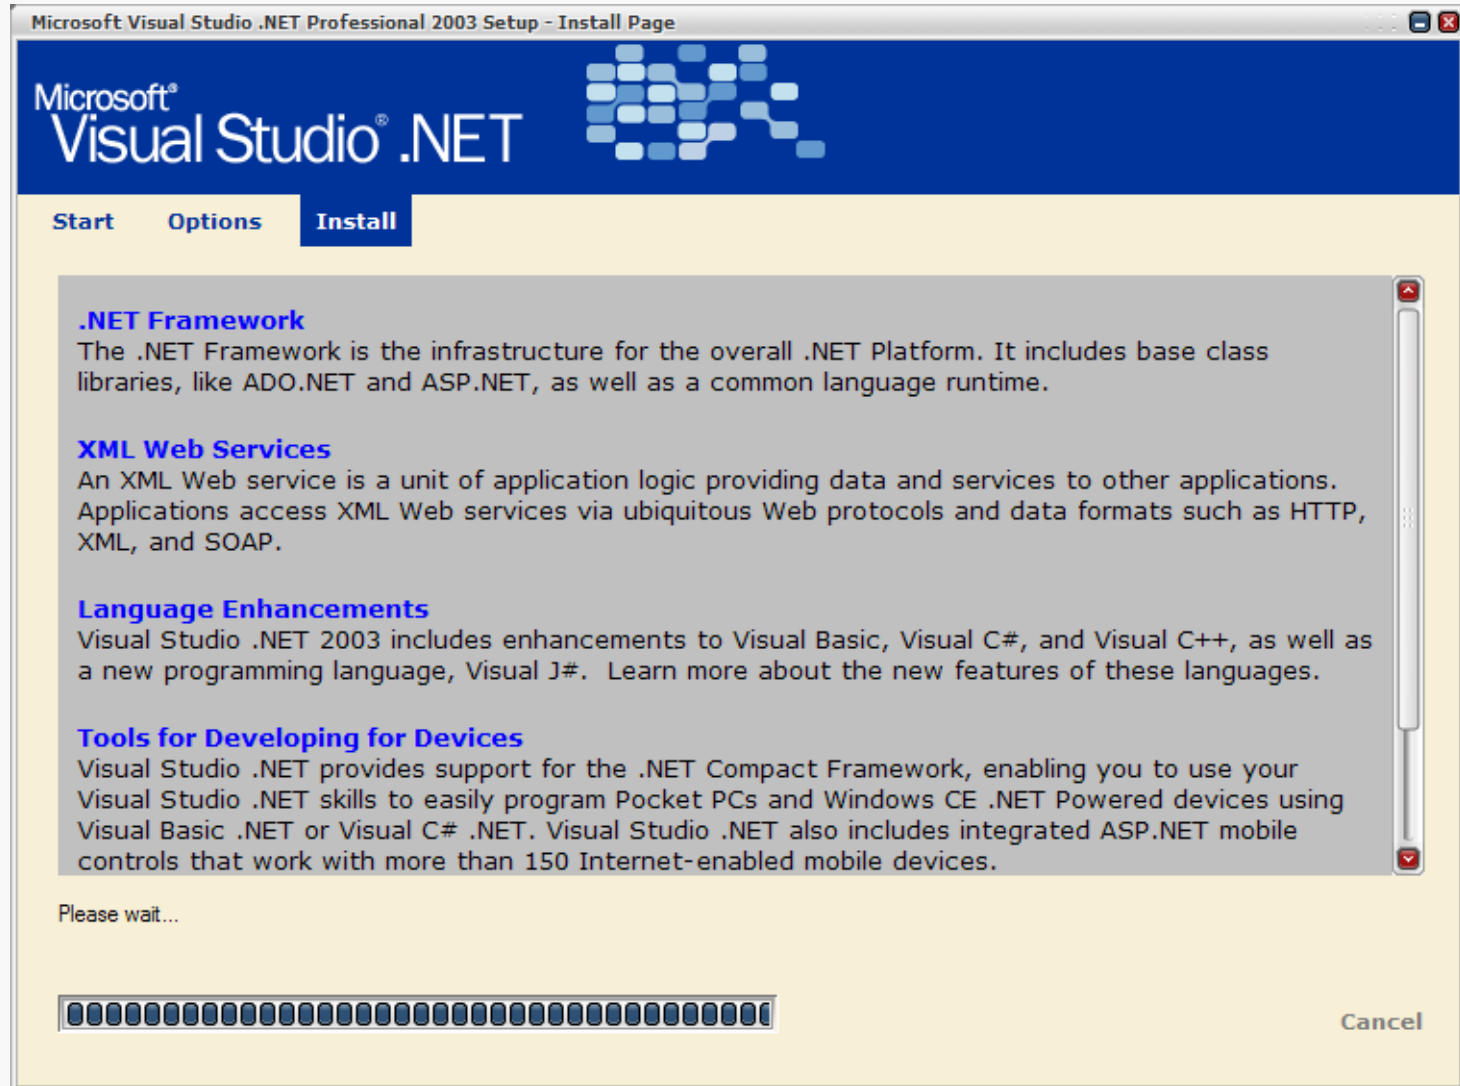 Microsoft Visual Studio .NET Professional 2003 Setup - Install Page
Microsoft®
Visual Studio® .NET
Start Options Install
.NET Framework
The .NET Framework is the infrastructure for the overall .NET Platform. It includes base class
libraries, like ADO.NET and ASP.NET, as well as a common language runtime.
XML Web Services
An XML Web service is a unit of application logic providing data and services to other applications.
Applications access XML Web services via ubiquitous Web protocols and data formats such as HTTP,
XML, and SOAP.
Language Enhancements
Visual Studio .NET 2003 includes enhancements to Visual Basic, Visual C#, and Visual C++, as well as
a new programming language, Visual J#.  Learn more about the new features of these languages.
Tools for Developing for Devices
Visual Studio .NET provides support for the .NET Compact Framework, enabling you to use your
Visual Studio .NET skills to easily program Pocket PCs and Windows CE .NET Powered devices using
Visual Basic .NET or Visual C# .NET. Visual Studio .NET also includes integrated ASP.NET mobile
controls that work with more than 150 Internet-enabled mobile devices.
Please wait...
Cancel